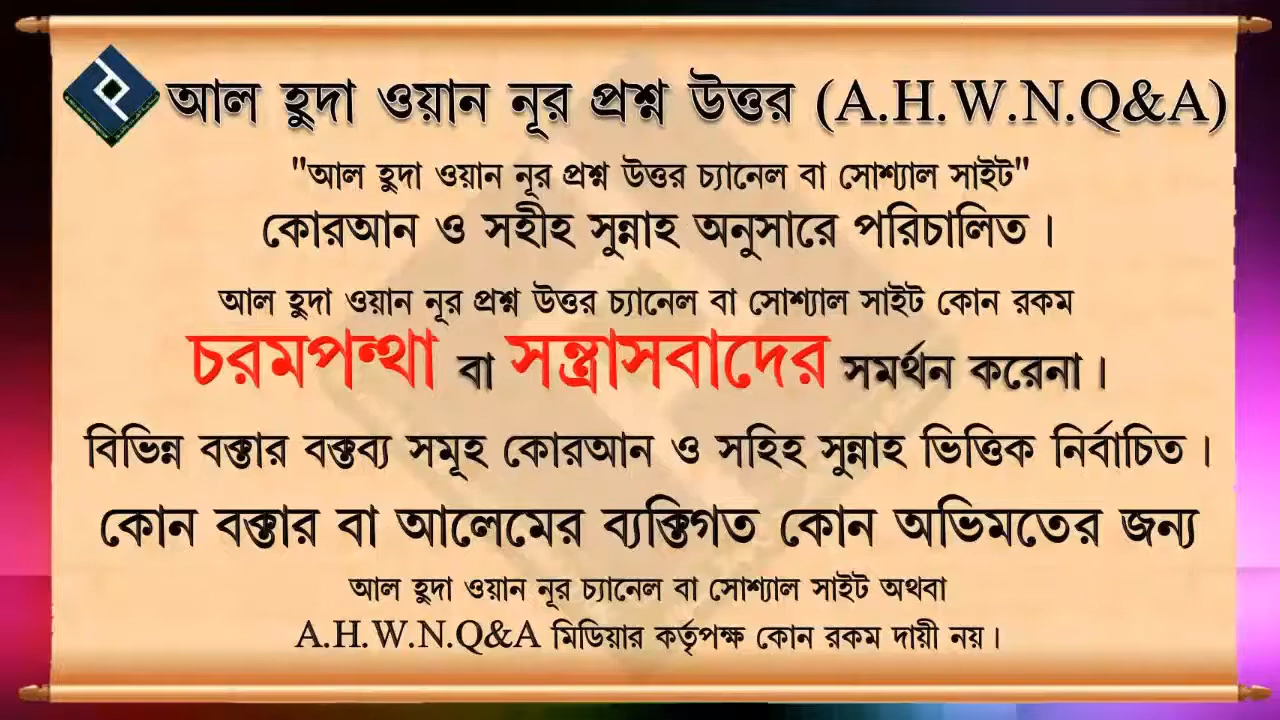 আল হুদা ওয়ান নূর প্রশ্ন উত্তর (A.H.W.N.Q&A)
"আল হুদা ওয়ান নূর প্রশ্ন উত্তর চ্যানেল বা সোশ্যাল সাইট"
কোরআন ও সহীহ সুন্নাহ অনুসারে পরিচালিত।
আল হুদা ওয়ান নূর প্রশ্ন উত্তর চ্যানেল বা সোশ্যাল সাইট কোন রকম
চরমপন্থা বা সন্ত্রাসবাদের সমর্থন করেনা।
বিভিন্ন বক্তার বক্তব্য সমূহ কোরআন ও সহিহ সুন্নাহ ভিত্তিক নির্বাচিত।
কোন বক্তার বা আলেমের ব্যক্তিগত কোন অভিমতের জন্য
আল হুদা ওয়ান নূর চ্যানেল বা সোশ্যাল সাইট অথবা
A.H.W.N.Q&A মিডিয়ার কর্তৃপক্ষ কোন রকম দায়ী নয়।